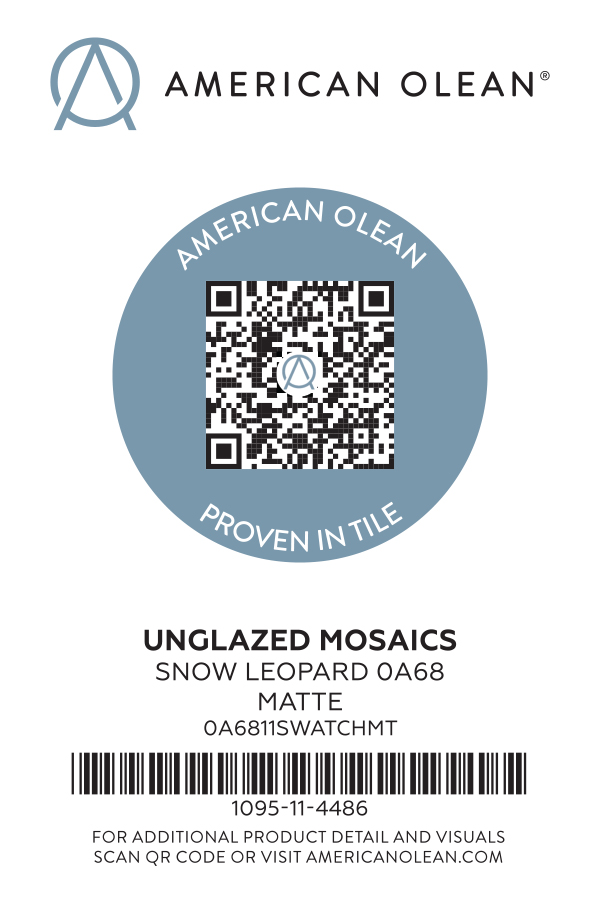 AMERICAN OLEAN®
AMERICAN OLEAN
PROVEN IN TILE
UNGLAZED MOSAICS
SNOW LEOPARD 0A68
MATTE
0A6811SWATCHMT
1095-11-4486
FOR ADDITIONAL PRODUCT DETAIL AND VISUALS
SCAN QR CODE OR VISIT AMERICANOLEAN.COM